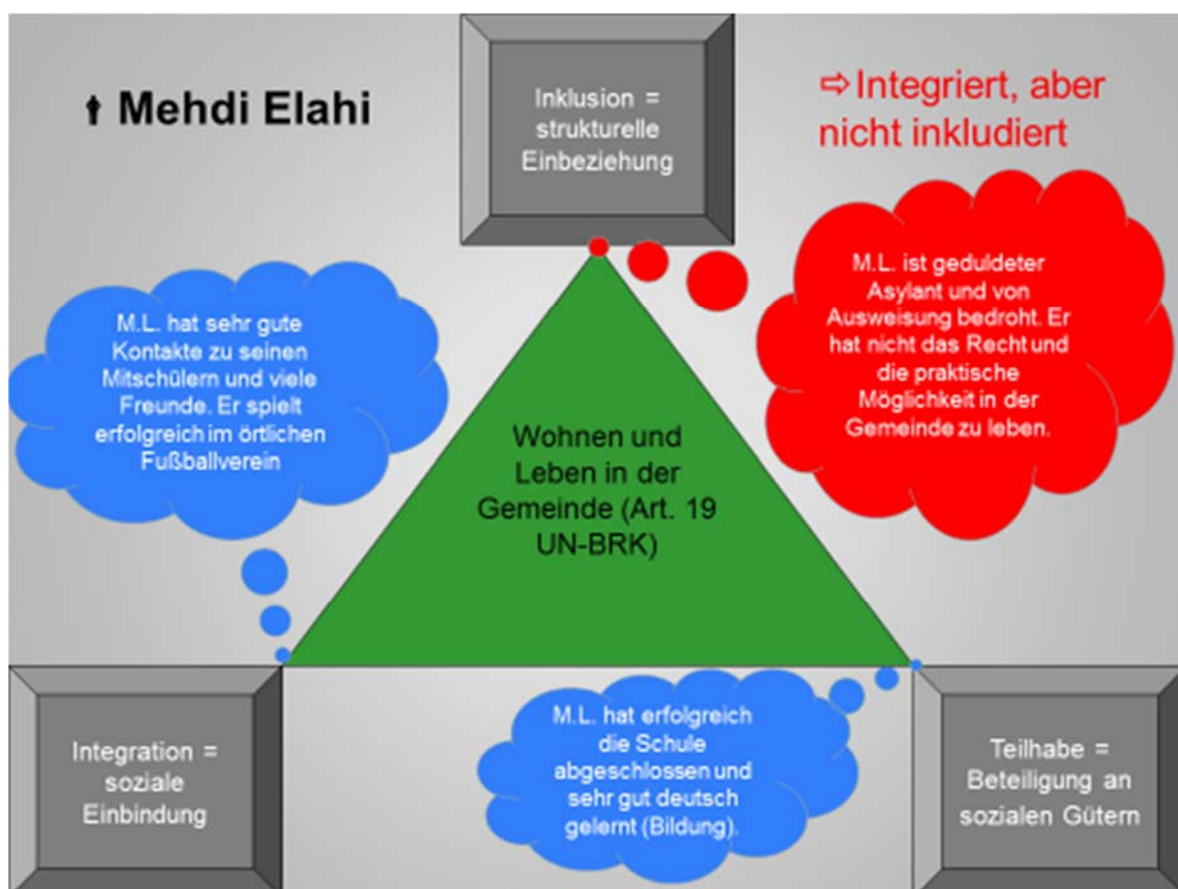 Mehdi Elahi
Inklusion =
strukturelle
Einbeziehung
⇨Integriert, aber
nicht inkludiert
M.L. hat sehr gute
Kontakte zu seinen
Mitschülern und viele
Freunde. Er spielt
erfolgreich im örtlichen
Fußballverein
M.L. ist geduldeter
Asylant und von
Ausweisung bedroht. Er
hat nicht das Recht und
die praktische
Möglichkeit in der
Gemeinde zu leben.
Wohnen und
Leben in der
Gemeinde (Art. 19
UN-BRK)
Integration =
soziale
Einbindung
M.L. hat erfolgreich
die Schule
abgeschlossen und
sehr gut deutsch
gelernt (Bildung).
Teilhabe =
Beteiligung an
sozialen Gütern